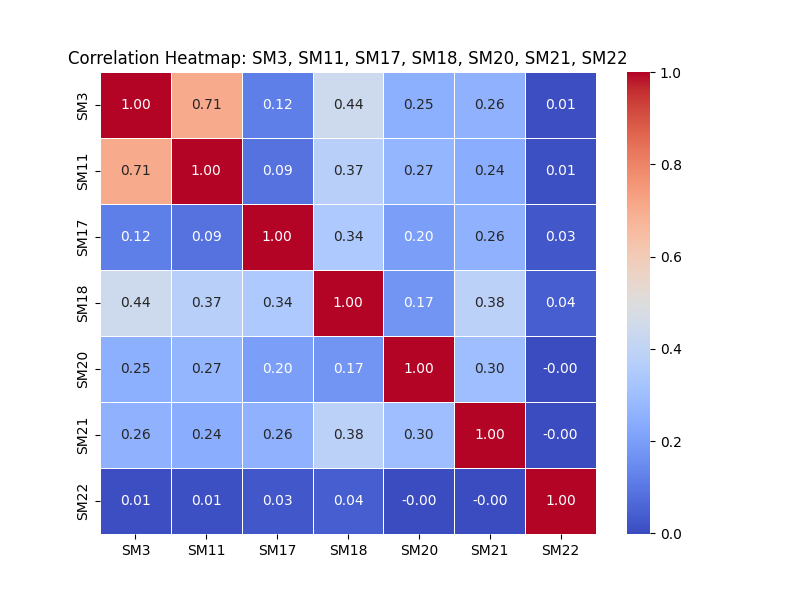 Correlation Heatmap: SM3, SM11, SM17, SM18, SM20, SM21, SM22
SM3 1.00 0.71 0.12 0.44 0.25 0.26 0.01
SM11 0.71 1.00 0.09 0.37 0.27 0.24 0.01
SM17 0.12 0.09 1.00 0.34 0.20 0.26 0.03
SM18 0.44 0.37 0.34 1.00 0.17 0.38 0.04
SM20 0.25 0.27 0.20 0.17 1.00 0.30 -0.00
SM21 0.26 0.24 0.26 0.38 0.30 1.00 -0.00
SM22 0.01 0.01 0.03 0.04 -0.00 -0.00 1.00
SM3 SM11 SM17 SM18 SM20 SM21 SM22
1.0
0.8
0.6
0.4
0.2
0.0